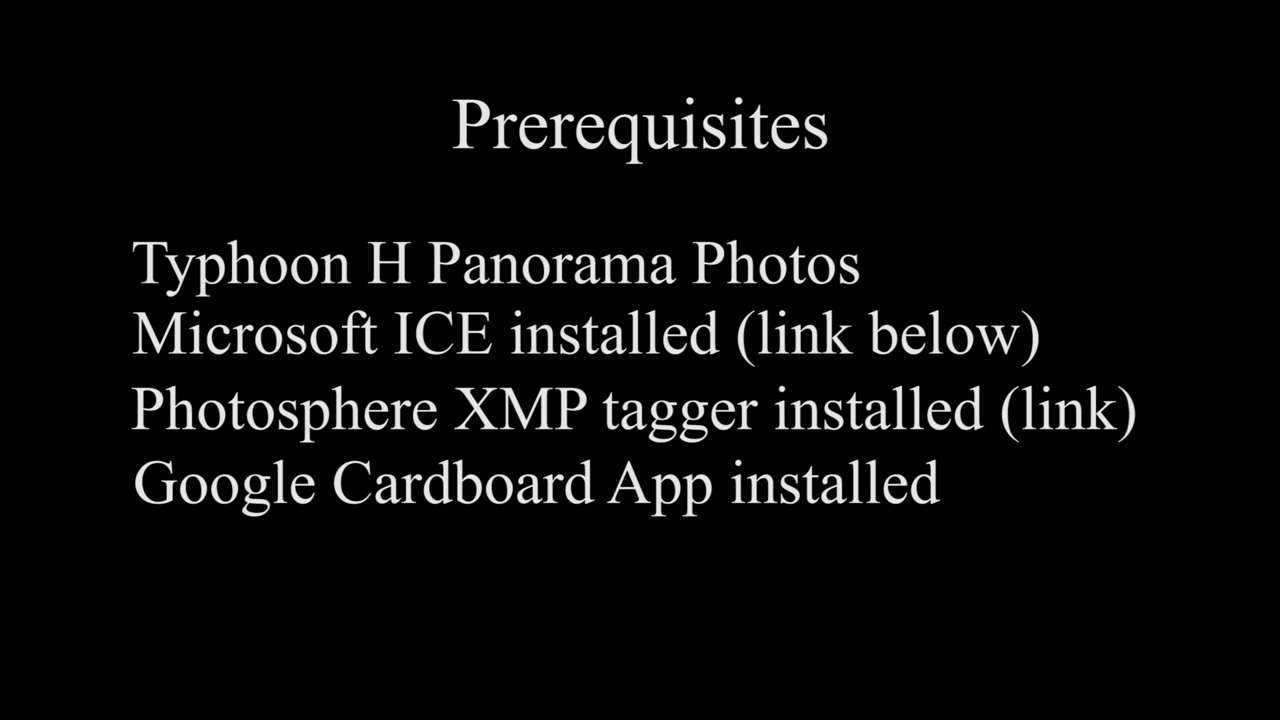 Prerequisites
Typhoon H Panorama Photos
Microsoft ICE installed (link below)
Photosphere XMP tagger installed (link)
Google Cardboard App installed